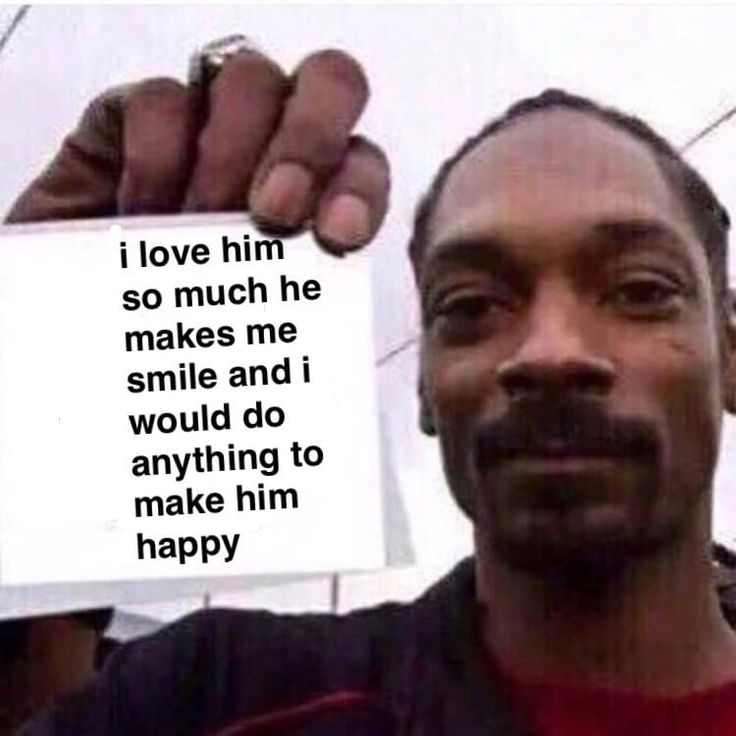 i love him
so much he
makes me
smile and i
would do
anything to
make him
happy